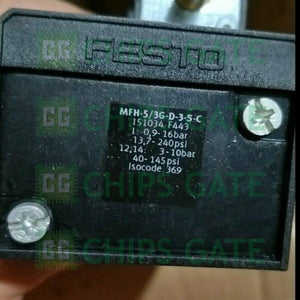 FESTO
MFH-5/3G-D-3-S-C
151034 F443
1: 0,9-16bar
13,7-240psi
12,14: 3-10bar
40-145psi
Isocode 369
CHIPS GATE
CHIPS GATE
CHIPS GATE